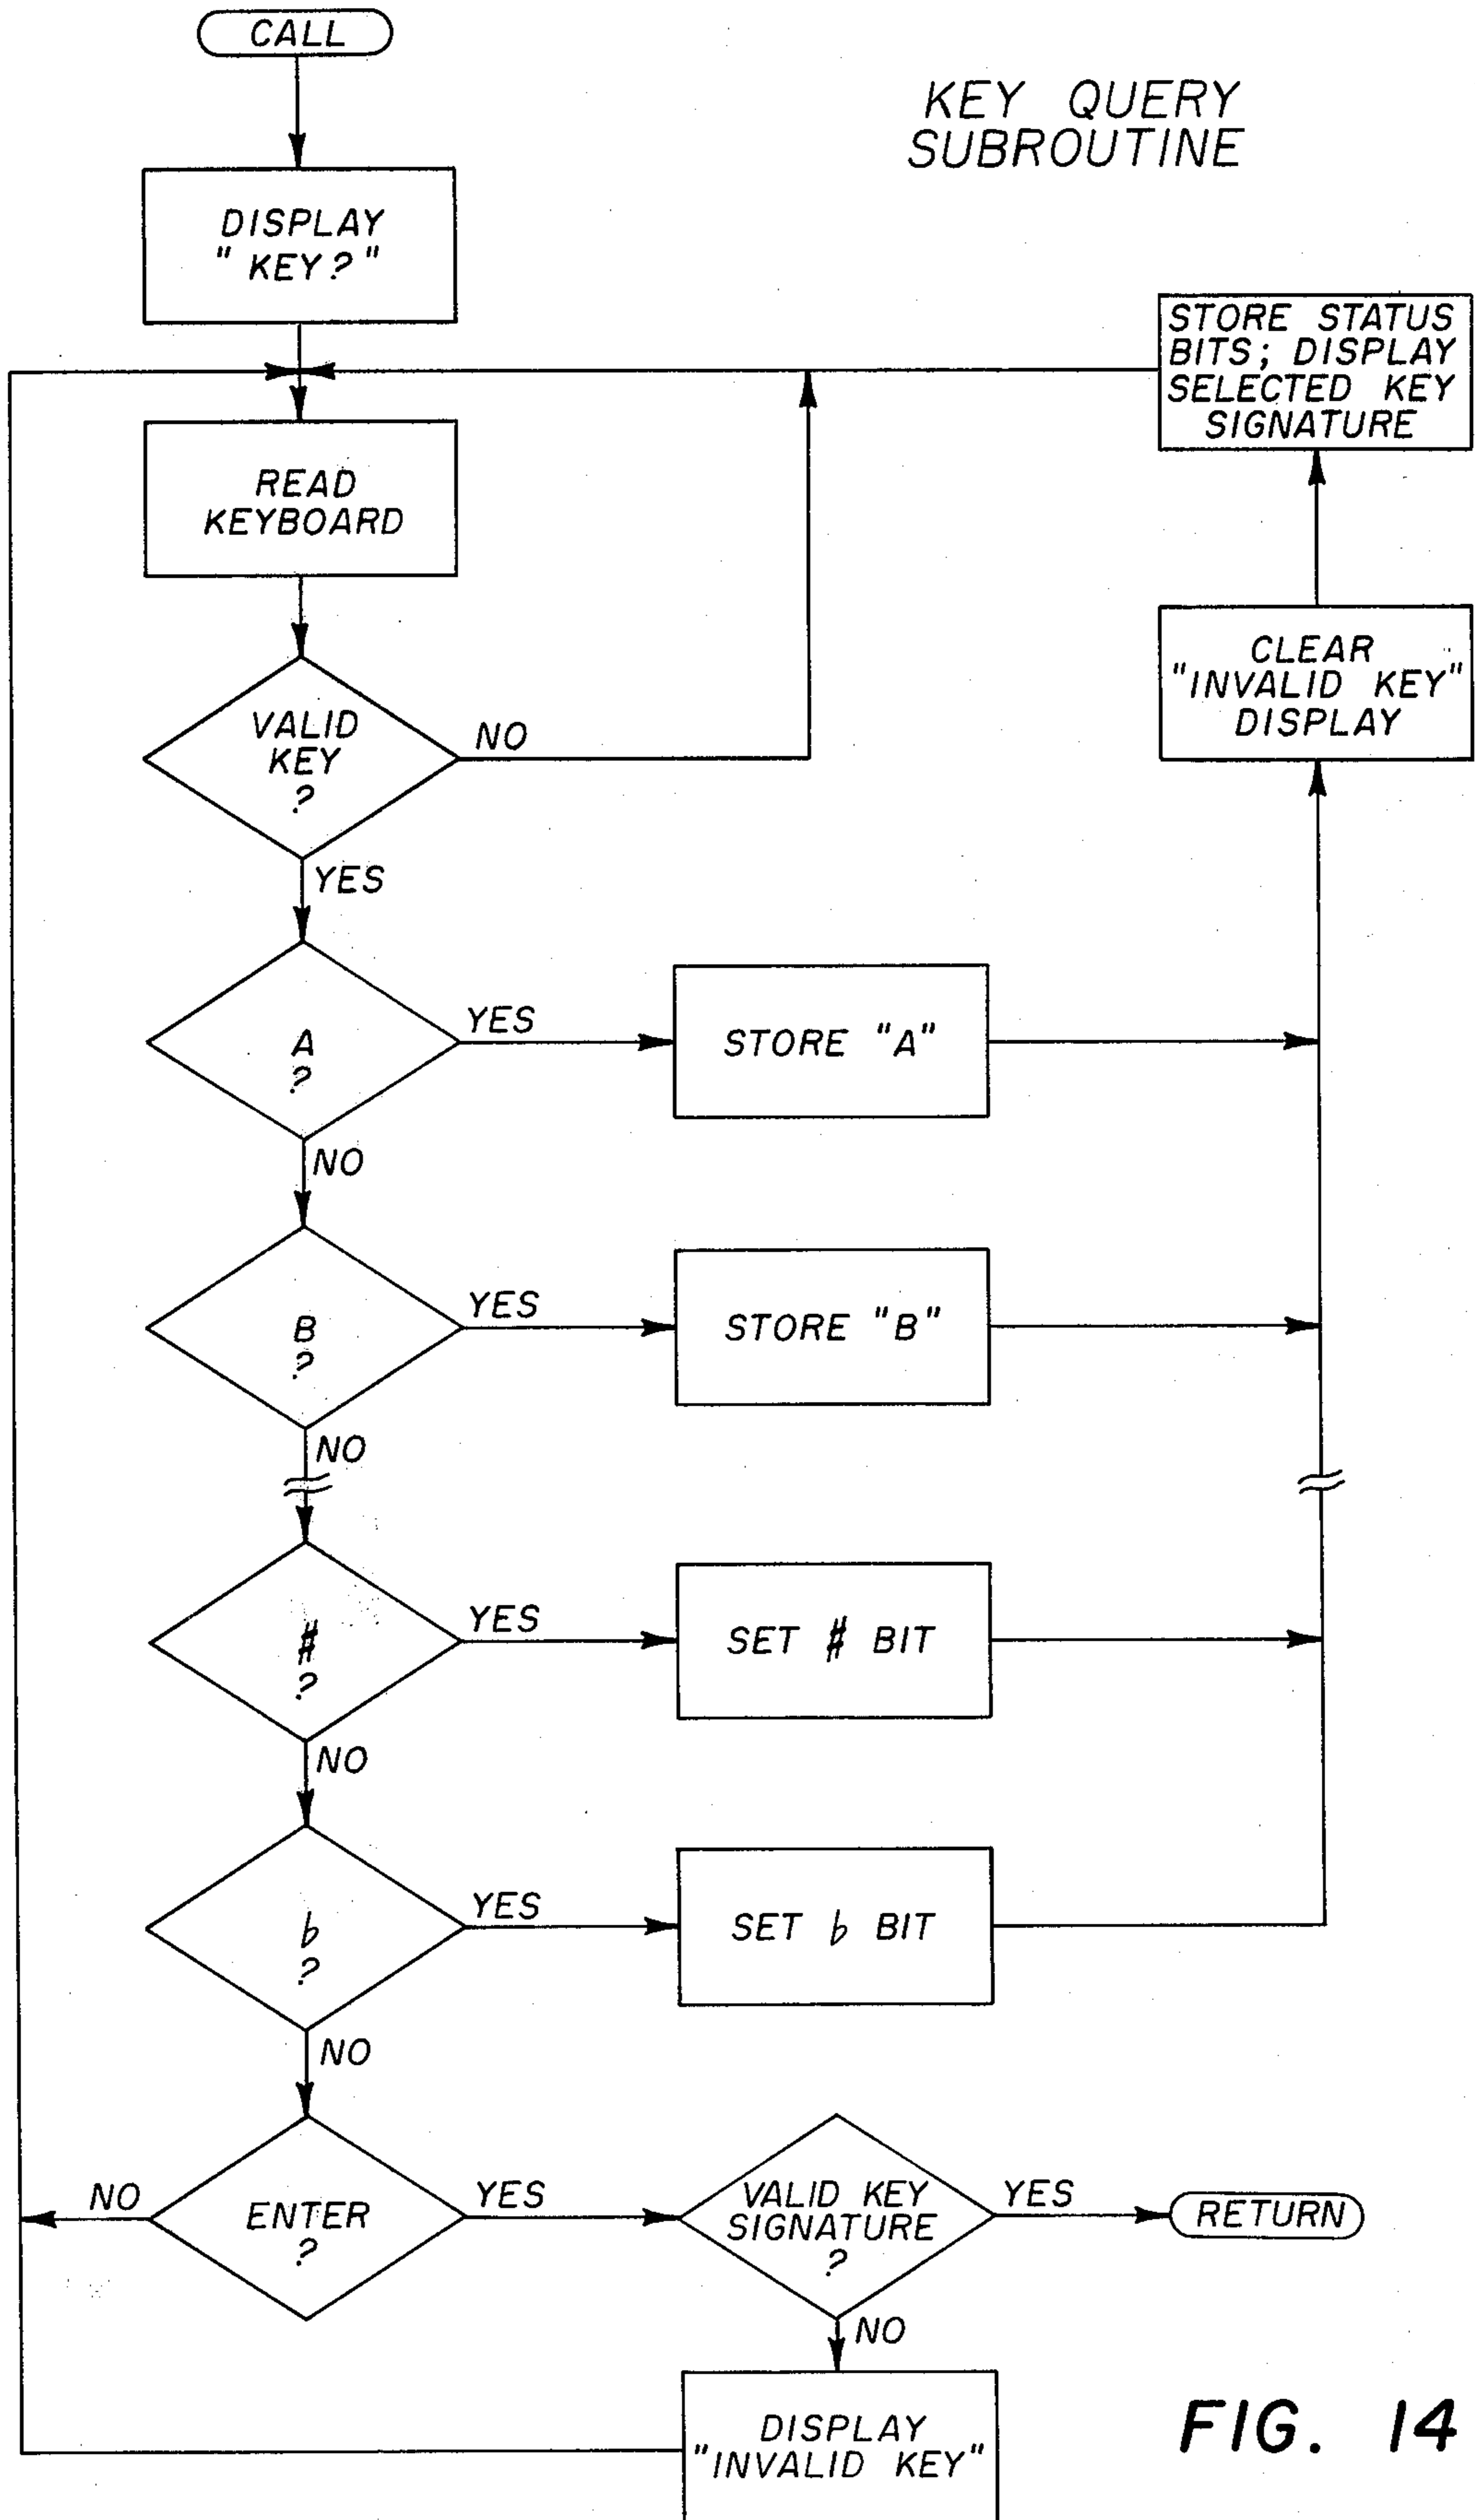 CALL
KEY QUERY
SUBROUTINE
DISPLAY
" KEY ? "
STORE STATUS
BITS; DISPLAY
SELECTED KEY
SIGNATURE
READ
KEYBOARD
CLEAR
"INVALID KEY"
DISPLAY
VALID
KEY
?
NO
YES
A
?
YES
STORE "A"
NO
B
?
YES
STORE "B"
NO
#
?
YES
SET # BIT
NO
♭
?
YES
SET ♭ BIT
NO
NO
ENTER
?
YES
VALID KEY
SIGNATURE
?
YES
RETURN
NO
DISPLAY
"INVALID KEY"
FIG. 14